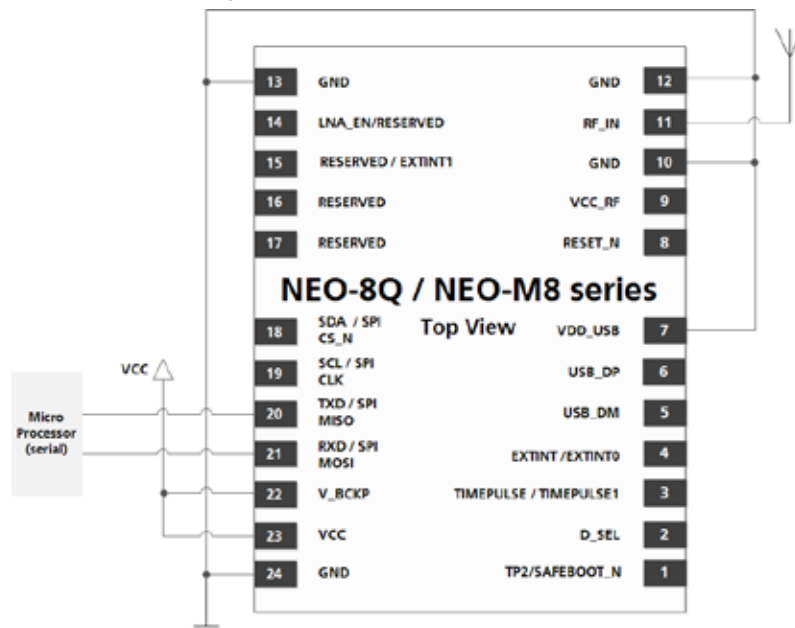 13 GND GND 12
14 LNA_EN/RESERVED RF_IN 11
15 RESERVED / EXTINT1 GND 10
16 RESERVED VCC_RF 9
17 RESERVED RESET_N 8
NEO-8Q / NEO-M8 series
Top View
18 SDA / SPI
CS_N
VDD_USB 7
VCC
19 SCL / SPI
CLK
USB_DP 6
Micro
Processor
(serial)
20 TXD / SPI
MISO
USB_DM 5
21 RXD / SPI
MOSI
EXTINT /EXTINT0 4
22 V_BCKP TIMEPULSE / TIMEPULSE1 3
23 VCC D_SEL 2
24 GND TP2/SAFEBOOT_N 1